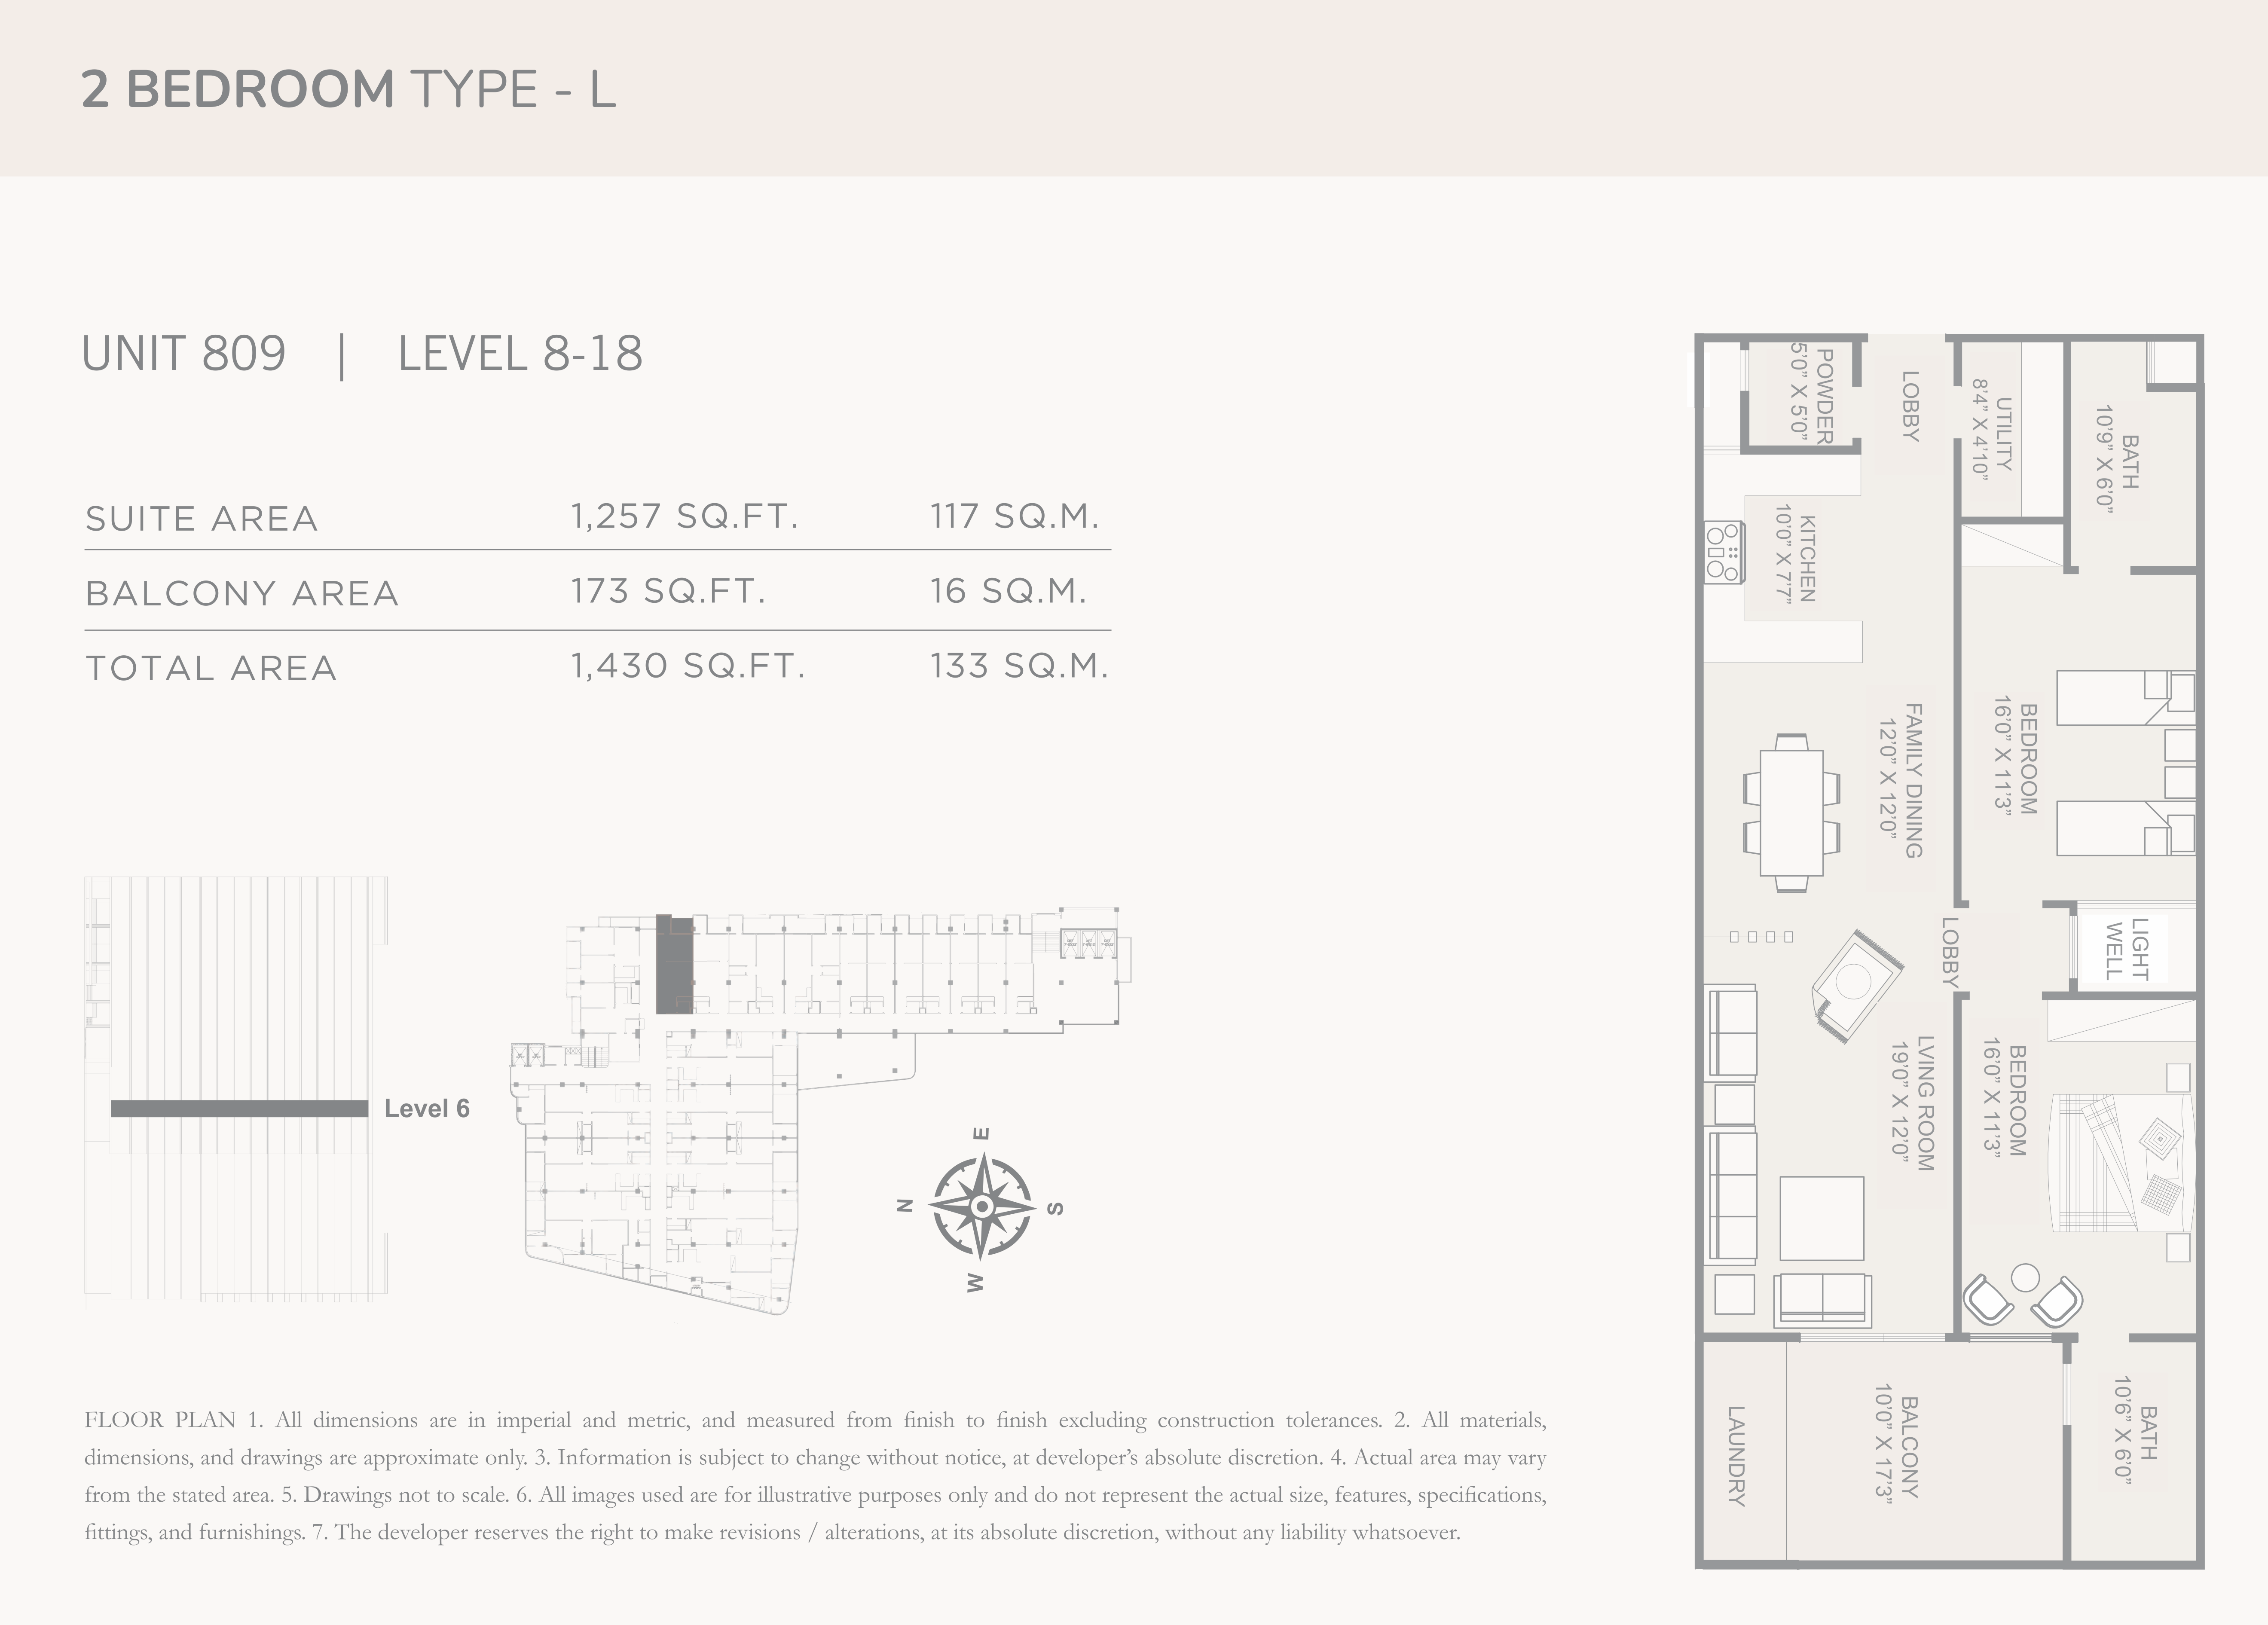 2 BEDROOM TYPE - L
UNIT 809 | LEVEL 8-18
SUITE AREA 1,257 SQ.FT. 117 SQ.M.
BALCONY AREA 173 SQ.FT. 16 SQ.M.
TOTAL AREA 1,430 SQ.FT. 133 SQ.M.
Level 6
E
N
S
W
FLOOR PLAN 1. All dimensions are in imperial and metric, and measured from finish to finish excluding construction tolerances. 2. All materials,
dimensions, and drawings are approximate only. 3. Information is subject to change without notice, at developer’s absolute discretion. 4. Actual area may vary
from the stated area. 5. Drawings not to scale. 6. All images used are for illustrative purposes only and do not represent the actual size, features, specifications,
fittings, and furnishings. 7. The developer reserves the right to make revisions / alterations, at its absolute discretion, without any liability whatsoever.
POWDER
5'0" X 5'0"
LOBBY
UTILITY
8'4" X 4'10"
BATH
10'9" X 6'0"
KITCHEN
10'0" X 7'7"
FAMILY DINING
12'0" X 12'0"
BEDROOM
16'0" X 11'3"
LOBBY
LIGHT
WELL
LVING ROOM
19'0" X 12'0"
BEDROOM
16'0" X 11'3"
LAUNDRY
BALCONY
10'0" X 17'3"
BATH
10'6" X 6'0"